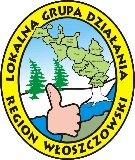 LOKALNA GRUPA DZIAŁANIA
REGION WŁOSZCZOWSKI